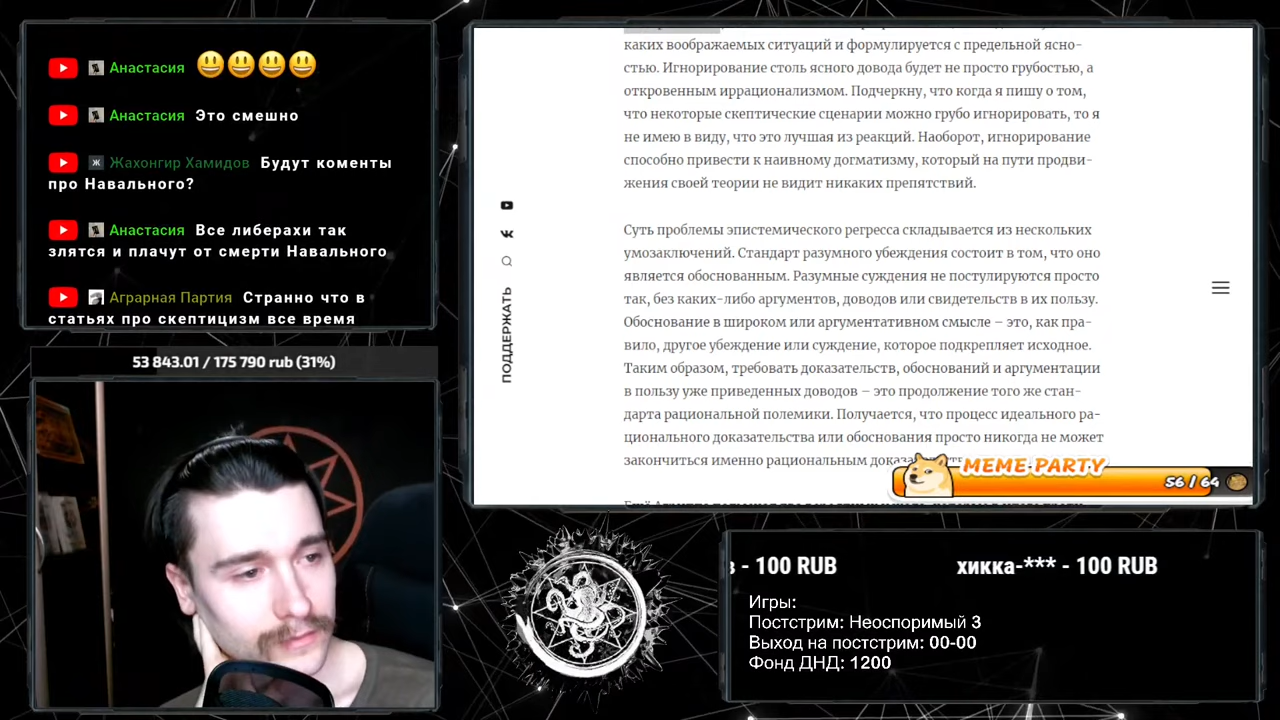 Анастасия 😃😃😃😃
Анастасия Это смешно
Ж Жахонгир Хамидов Будут коменты
про Навального?
Анастасия Все либерахи так
злятся и плачут от смерти Навального
Аграрная Партия Странно что в
статьях про скептицизм все время
53 843.01 / 175 790 rub (31%)
каких воображаемых ситуаций и формулируется с предельной ясно-
стью. Игнорирование столь ясного довода будет не просто грубостью, а
откровенным иррационализмом. Подчеркну, что когда я пишу о том,
что некоторые скептические сценарии можно грубо игнорировать, то я
не имею в виду, что это лучшая из реакций. Наоборот, игнорирование
способно привести к наивному догматизму, который на пути продви-
жения своей теории не видит никаких препятствий.
Суть проблемы эпистемического регресса складывается из нескольких
умозаключений. Стандарт разумного убеждения состоит в том, что оно
является обоснованным. Разумные суждения не постулируются просто
так, без каких-либо аргументов, доводов или свидетельств в их пользу.
Обоснование в широком или аргументативном смысле – это, как пра-
вило, другое убеждение или суждение, которое подкрепляет исходное.
Таким образом, требовать доказательств, обоснований и аргументации
в пользу уже приведенных доводов – это продолжение того же стан-
дарта рациональной полемики. Получается, что процесс идеального ра-
ционального доказательства или обоснования просто никогда не может
закончиться именно рациональным
ПОДДЕРЖАТЬ
MEME PARTY
56 / 64
- 100 RUB хикка-*** - 100 RUB
Игры:
Постстрим: Неоспоримый 3
Выход на постстрим: 00-00
Фонд ДНД: 1200